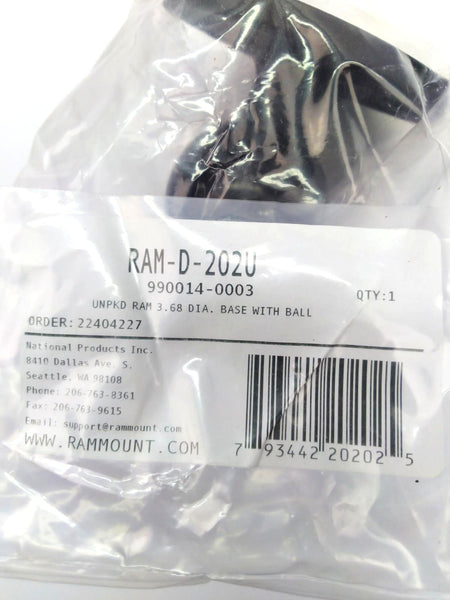 RAM-D-202U
990014-0003
QTY:1
UNPKD RAM 3.68 DIA. BASE WITH BALL
ORDER: 22404227
National Products Inc.
8410 Dallas Ave. S.
Seattle, WA 98108
Phone: 206-763-8361
Fax: 206-763-9615
Email: support@rammount.com
WWW.RAMMOUNT.COM
7 93442 20202 5